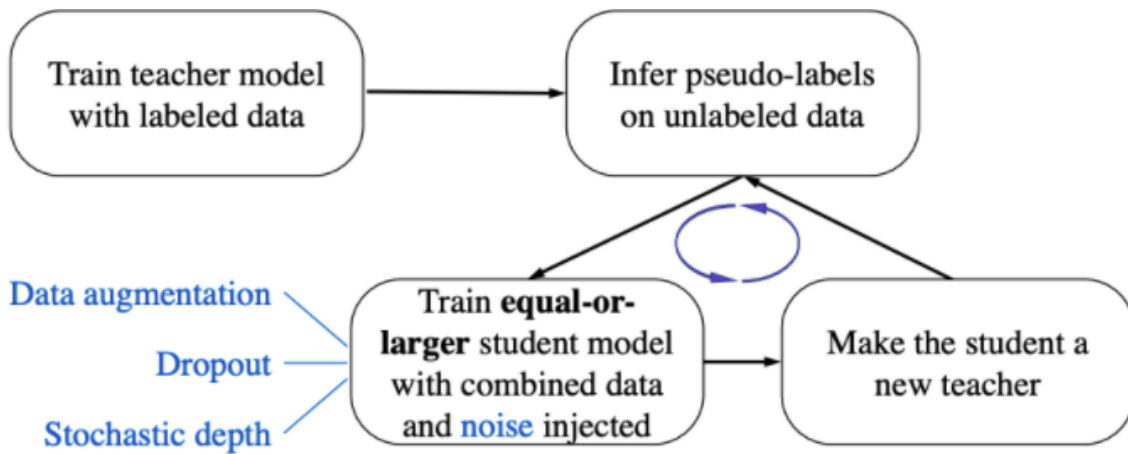 Train teacher model
with labeled data
Infer pseudo-labels
on unlabeled data
Data augmentation
Dropout
Stochastic depth
Train equal-or-
larger student model
with combined data
and noise injected
Make the student a
new teacher